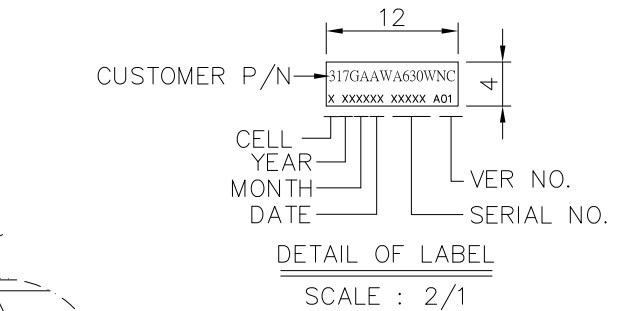 12
CUSTOMER P/N
317GAAWA630WNC
4
X XXXXXX XXXXX A01
CELL
YEAR
MONTH
VER NO.
DATE
SERIAL NO.
DETAIL OF LABEL
SCALE : 2/1